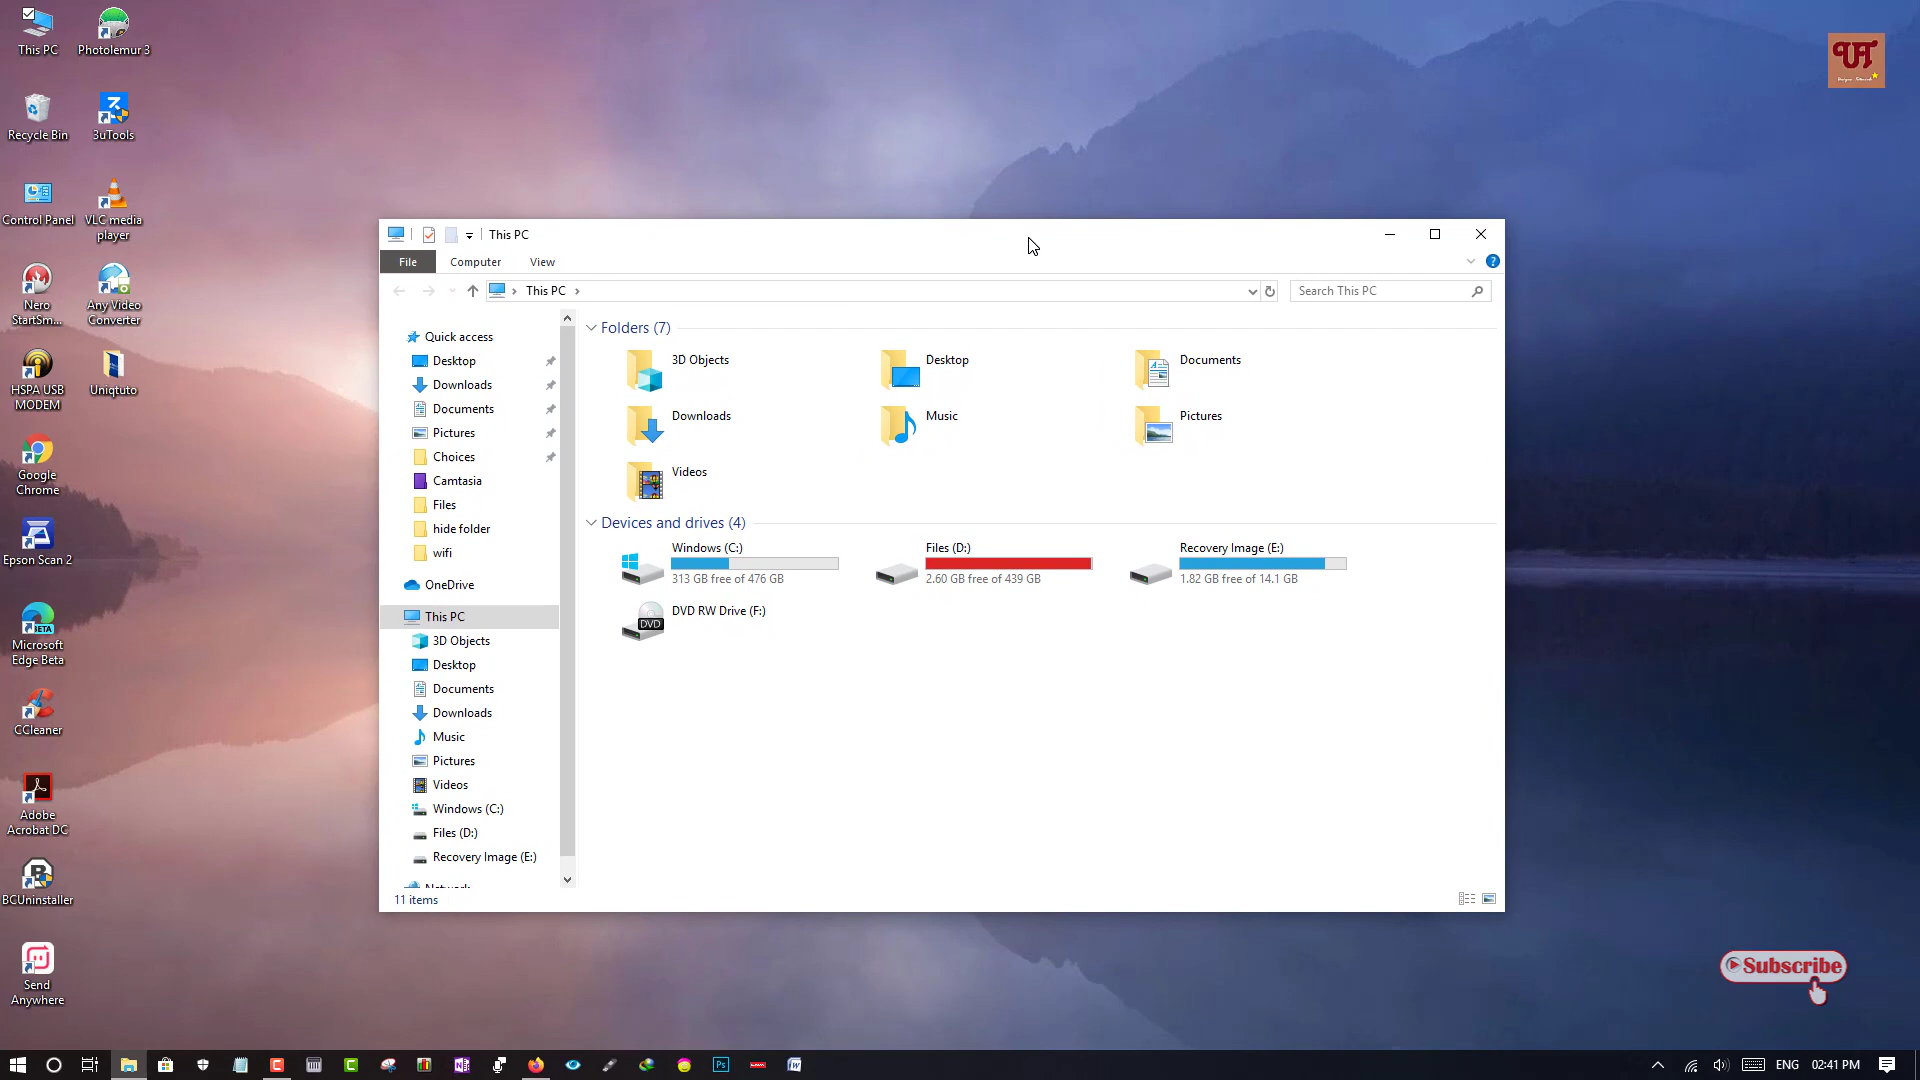 This PC
Photolemur 3
Recycle Bin
3uTools
Control Panel
VLC media
player
Nero
StartSm...
Any Video
Converter
HSPA USB
MODEM
Uniqtuto
Google
Chrome
Epson Scan 2
BETA
Microsoft
Edge Beta
CCleaner
Adobe
Acrobat DC
BCUninstaller
Send
Anywhere
UT
This PC
File
Computer
View
This PC
Search This PC
Quick access
Desktop
Downloads
Documents
Pictures
Choices
Camtasia
Files
hide folder
wifi
OneDrive
This PC
3D Objects
Desktop
Documents
Downloads
Music
Pictures
Videos
Windows (C:)
Files (D:)
Recovery Image (E:)
Network
11 items
Folders (7)
3D Objects
Desktop
Documents
Downloads
Music
Pictures
Videos
Devices and drives (4)
Windows (C:)
313 GB free of 476 GB
Files (D:)
2.60 GB free of 439 GB
Recovery Image (E:)
1.82 GB free of 14.1 GB
DVD
DVD RW Drive (F:)
Subscribe
Ps
ENG
02:41 PM